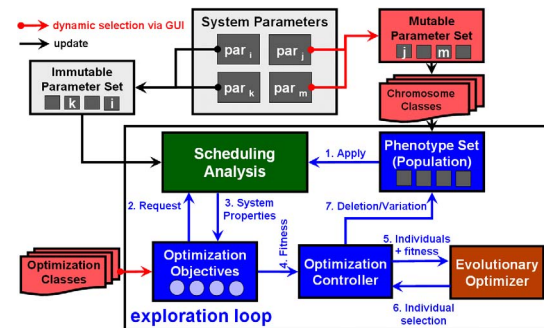 dynamic selection via GUI
update
System Parameters
par i
par j
par k
par m
Mutable
Parameter Set
j m
Immutable
Parameter Set
k i
Chromosome
Classes
Scheduling
Analysis
1. Apply
Phenotype Set
(Population)
2. Request
3. System
Properties
7. Deletion/Variation
Optimization
Classes
Optimization
Objectives
4. Fitness
Optimization
Controller
5. Individuals
+ fitness
Evolutionary
Optimizer
6. Individual
selection
exploration loop